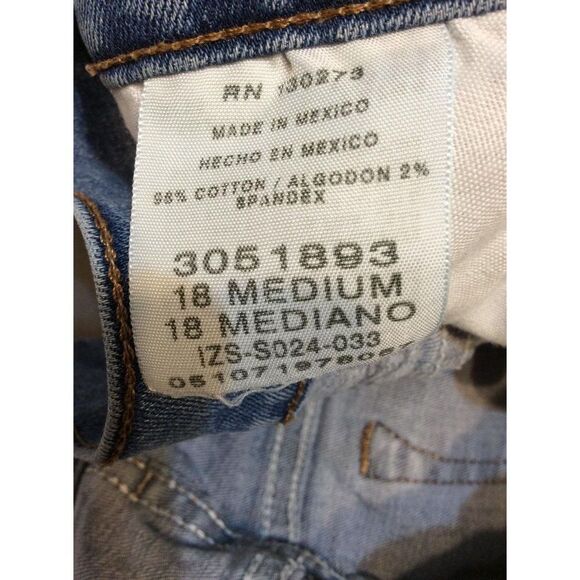 RN 130273
MADE IN MEXICO
HECHO EN MEXICO
98% COTTON / ALGODON 2%
SPANDEX
3051893
18 MEDIUM
18 MEDIANO
IZS-S024-033